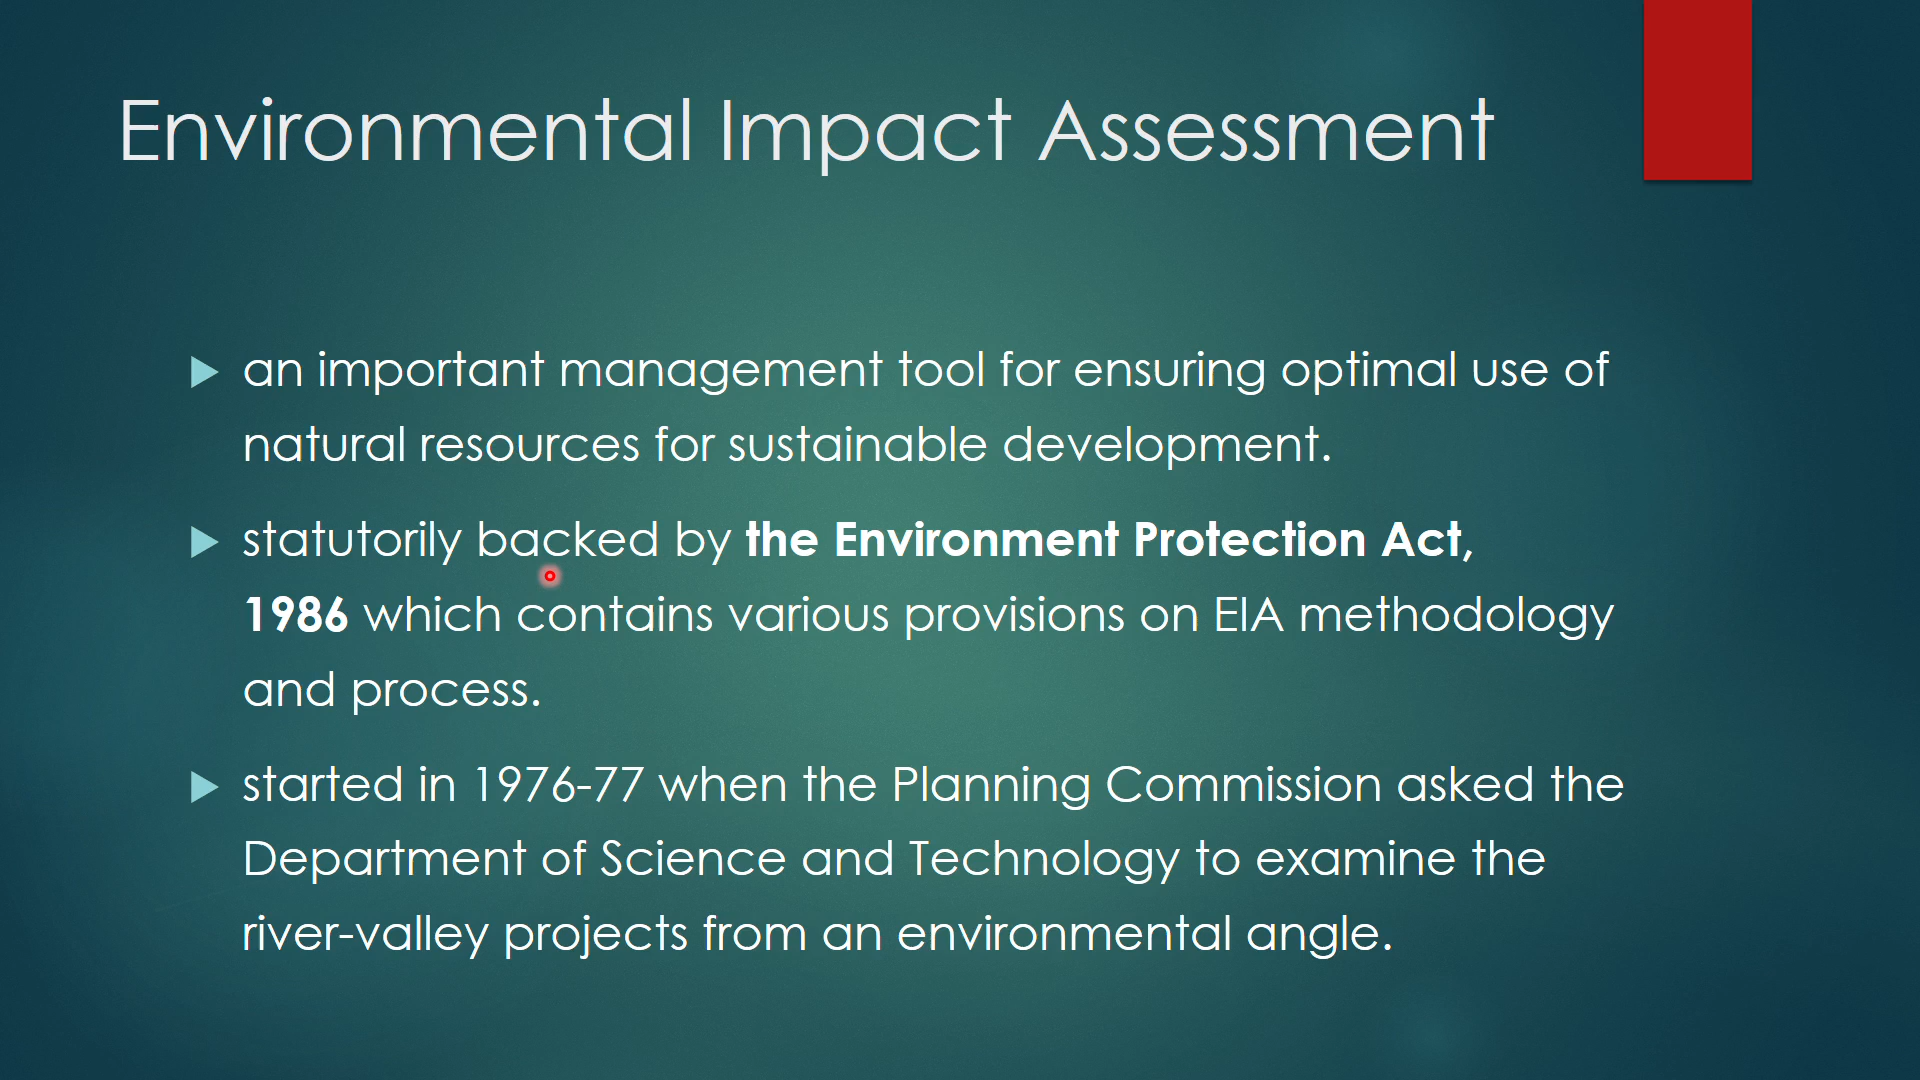 Environmental Impact Assessment
an important management tool for ensuring optimal use of
natural resources for sustainable development.
statutorily backed by the Environment Protection Act,
1986 which contains various provisions on EIA methodology
and process.
started in 1976-77 when the Planning Commission asked the
Department of Science and Technology to examine the
river-valley projects from an environmental angle.